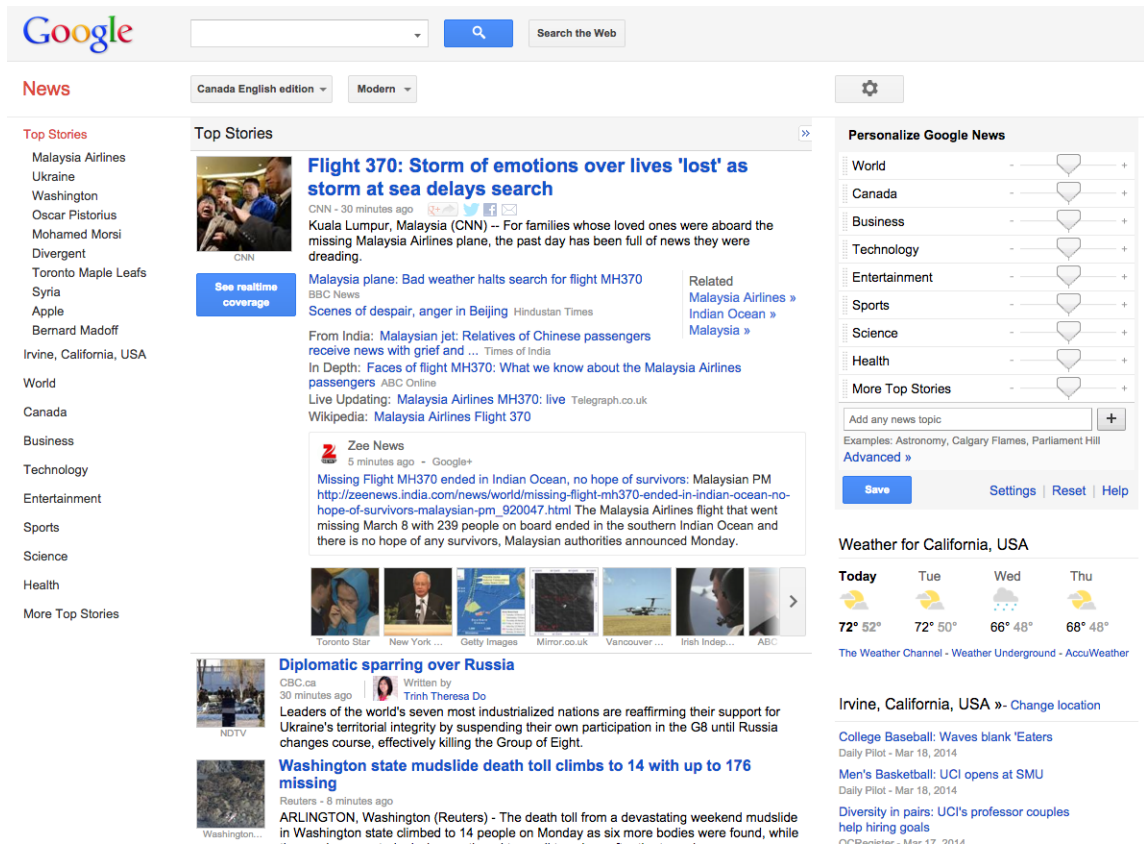 Google
Search the Web
News
Canada English edition
Modern
Top Stories
Malaysia Airlines
Ukraine
Washington
Oscar Pistorius
Mohamed Morsi
Divergent
Toronto Maple Leafs
Syria
Apple
Bernard Madoff
Irvine, California, USA
World
Canada
Business
Technology
Entertainment
Sports
Science
Health
More Top Stories
Top Stories
»
CNN
See realtime
coverage
Flight 370: Storm of emotions over lives 'lost' as
storm at sea delays search
CNN - 30 minutes ago
Kuala Lumpur, Malaysia (CNN) -- For families whose loved ones were aboard the
missing Malaysia Airlines plane, the past day has been full of news they were
dreading.
Malaysia plane: Bad weather halts search for flight MH370
BBC News
Scenes of despair, anger in Beijing Hindustan Times
Related
Malaysia Airlines »
Indian Ocean »
Malaysia »
From India: Malaysian jet: Relatives of Chinese passengers
receive news with grief and ... Times of India
In Depth: Faces of flight MH370: What we know about the Malaysia Airlines
passengers ABC Online
Live Updating: Malaysia Airlines MH370: live Telegraph.co.uk
Wikipedia: Malaysia Airlines Flight 370
Zee News
5 minutes ago - Google+
Missing Flight MH370 ended in Indian Ocean, no hope of survivors: Malaysian PM
http://zeenews.india.com/news/world/missing-flight-mh370-ended-in-indian-ocean-no-
hope-of-survivors-malaysian-pm_920047.html The Malaysia Airlines flight that went
missing March 8 with 239 people on board ended in the southern Indian Ocean and
there is no hope of any survivors, Malaysian authorities announced Monday.
Toronto Star New York ... Getty Images Mirror.co.uk Vancouver ... Irish Indep... ABC
NDTV
Diplomatic sparring over Russia
CBC.ca
30 minutes ago
Written by
Trinh Theresa Do
Leaders of the world's seven most industrialized nations are reaffirming their support for
Ukraine's territorial integrity by suspending their own participation in the G8 until Russia
changes course, effectively killing the Group of Eight.
Washington...
Washington state mudslide death toll climbs to 14 with up to 176
missing
Reuters - 8 minutes ago
ARLINGTON, Washington (Reuters) - The death toll from a devastating weekend mudslide
in Washington state climbed to 14 people on Monday as six more bodies were found, while
Personalize Google News
World - +
Canada - +
Business - +
Technology - +
Entertainment - +
Sports - +
Science - +
Health - +
More Top Stories - +
Add any news topic +
Examples: Astronomy, Calgary Flames, Parliament Hill
Advanced »
Save
Settings | Reset | Help
Weather for California, USA
Today Tue Wed Thu
72° 52° 72° 50° 66° 48° 68° 48°
The Weather Channel - Weather Underground - AccuWeather
Irvine, California, USA »- Change location
College Baseball: Waves blank 'Eaters
Daily Pilot - Mar 18, 2014
Men's Basketball: UCI opens at SMU
Daily Pilot - Mar 18, 2014
Diversity in pairs: UCI's professor couples
help hiring goals
OCRegister - Mar 17, 2014